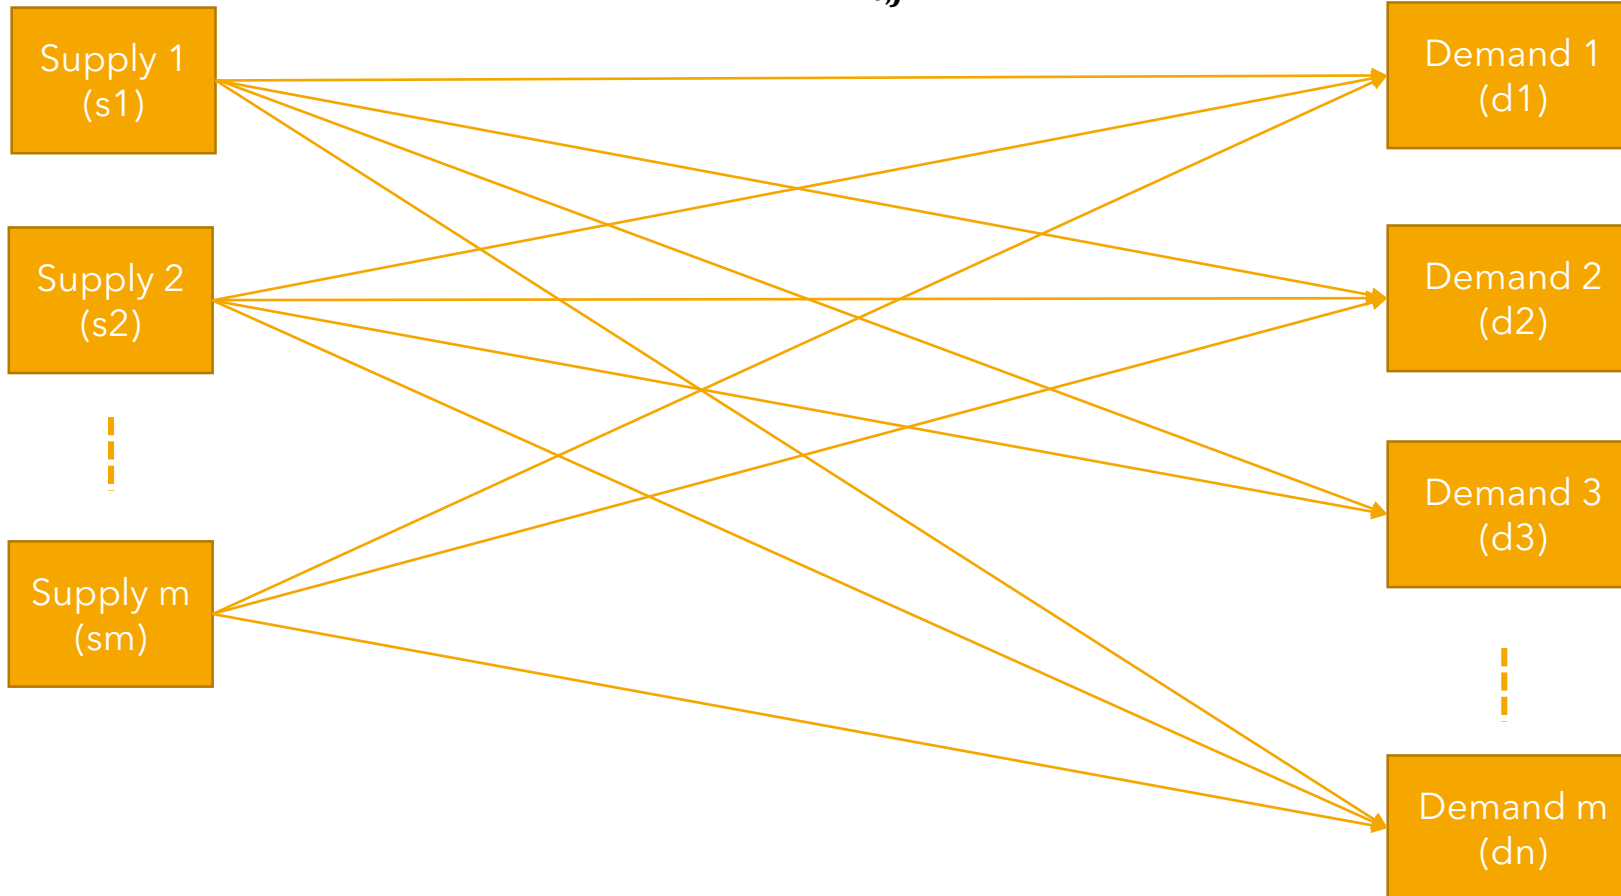 Supply 1
(s1)
Supply 2
(s2)
Supply m
(sm)
Demand 1
(d1)
Demand 2
(d2)
Demand 3
(d3)
Demand m
(dn)